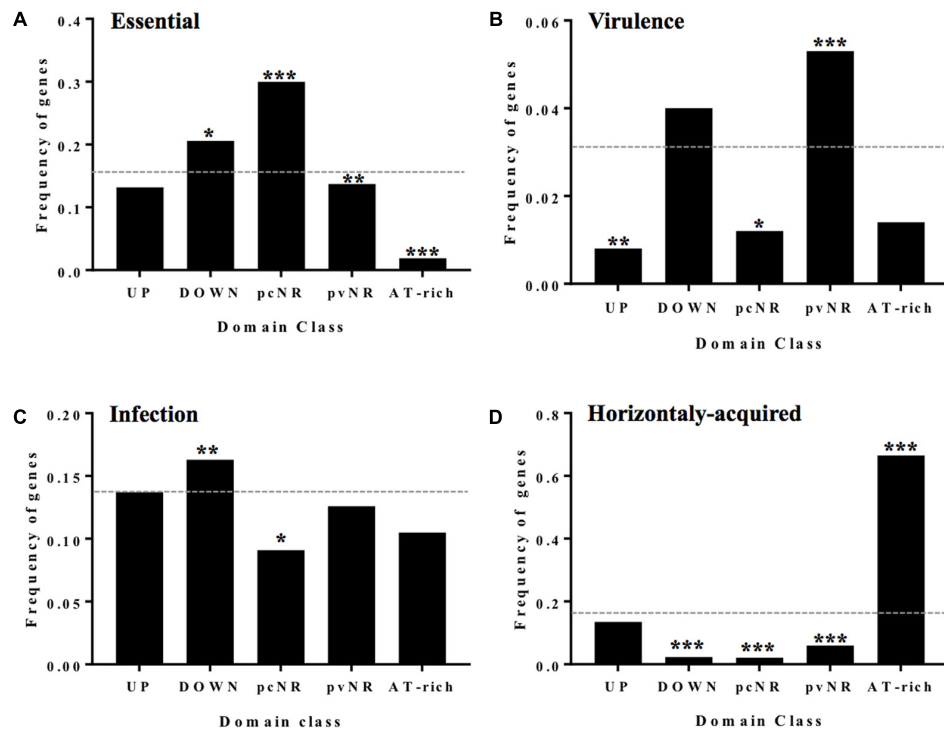 A
Essential
Frequency of genes
0.4
0.3
0.2
0.1
0.0
*
***
**
***
UP DOWN pcNR pvNR AT-rich
Domain Class
B
Virulence
Frequency of genes
0.06
0.04
0.02
0.00
**
*
***
UP DOWN pcNR pvNR AT-rich
Domain Class
C
Infection
Frequency of genes
0.20
0.15
0.10
0.05
0.00
**
*
UP DOWN pcNR pvNR AT-rich
Domain class
D
Horizontaly-acquired
Frequency of genes
0.8
0.6
0.4
0.2
0.0
***
***
***
***
UP DOWN pcNR pvNR AT-rich
Domain Class